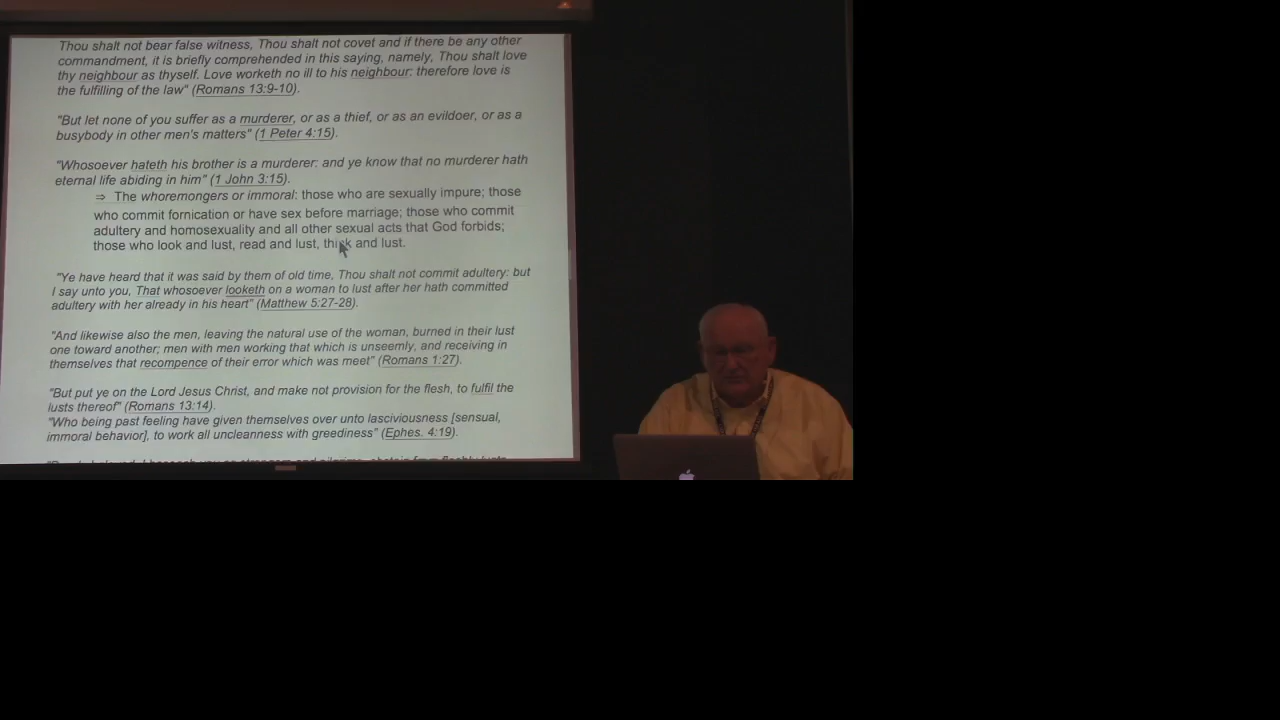 Thou shalt not bear false witness, Thou shalt not covet and if there be any other
commandment, it is briefly comprehended in this saying, namely, Thou shalt love
thy neighbour as thyself. Love worketh no ill to his neighbour: therefore love is
the fulfilling of the law" (Romans 13:9-10).
"But let none of you suffer as a murderer, or as a thief, or as an evildoer, or as a
busybody in other men's matters" (1 Peter 4:15).
"Whosoever hateth his brother is a murderer: and ye know that no murderer hath
eternal life abiding in him" (1 John 3:15).
⇒ The whoremongers or immoral: those who are sexually impure; those
who commit fornication or have sex before marriage; those who commit
adultery and homosexuality and all other sexual acts that God forbids;
those who look and lust, read and lust, think and lust.
"Ye have heard that it was said by them of old time, Thou shalt not commit adultery: but
I say unto you, That whosoever looketh on a woman to lust after her hath committed
adultery with her already in his heart" (Matthew 5:27-28).
"And likewise also the men, leaving the natural use of the woman, burned in their lust
one toward another; men with men working that which is unseemly, and receiving in
themselves that recompence of their error which was meet" (Romans 1:27).
"But put ye on the Lord Jesus Christ, and make not provision for the flesh, to fulfil the
lusts thereof" (Romans 13:14).
"Who being past feeling have given themselves over unto lasciviousness [sensual,
immoral behavior], to work all uncleanness with greediness" (Ephes. 4:19).